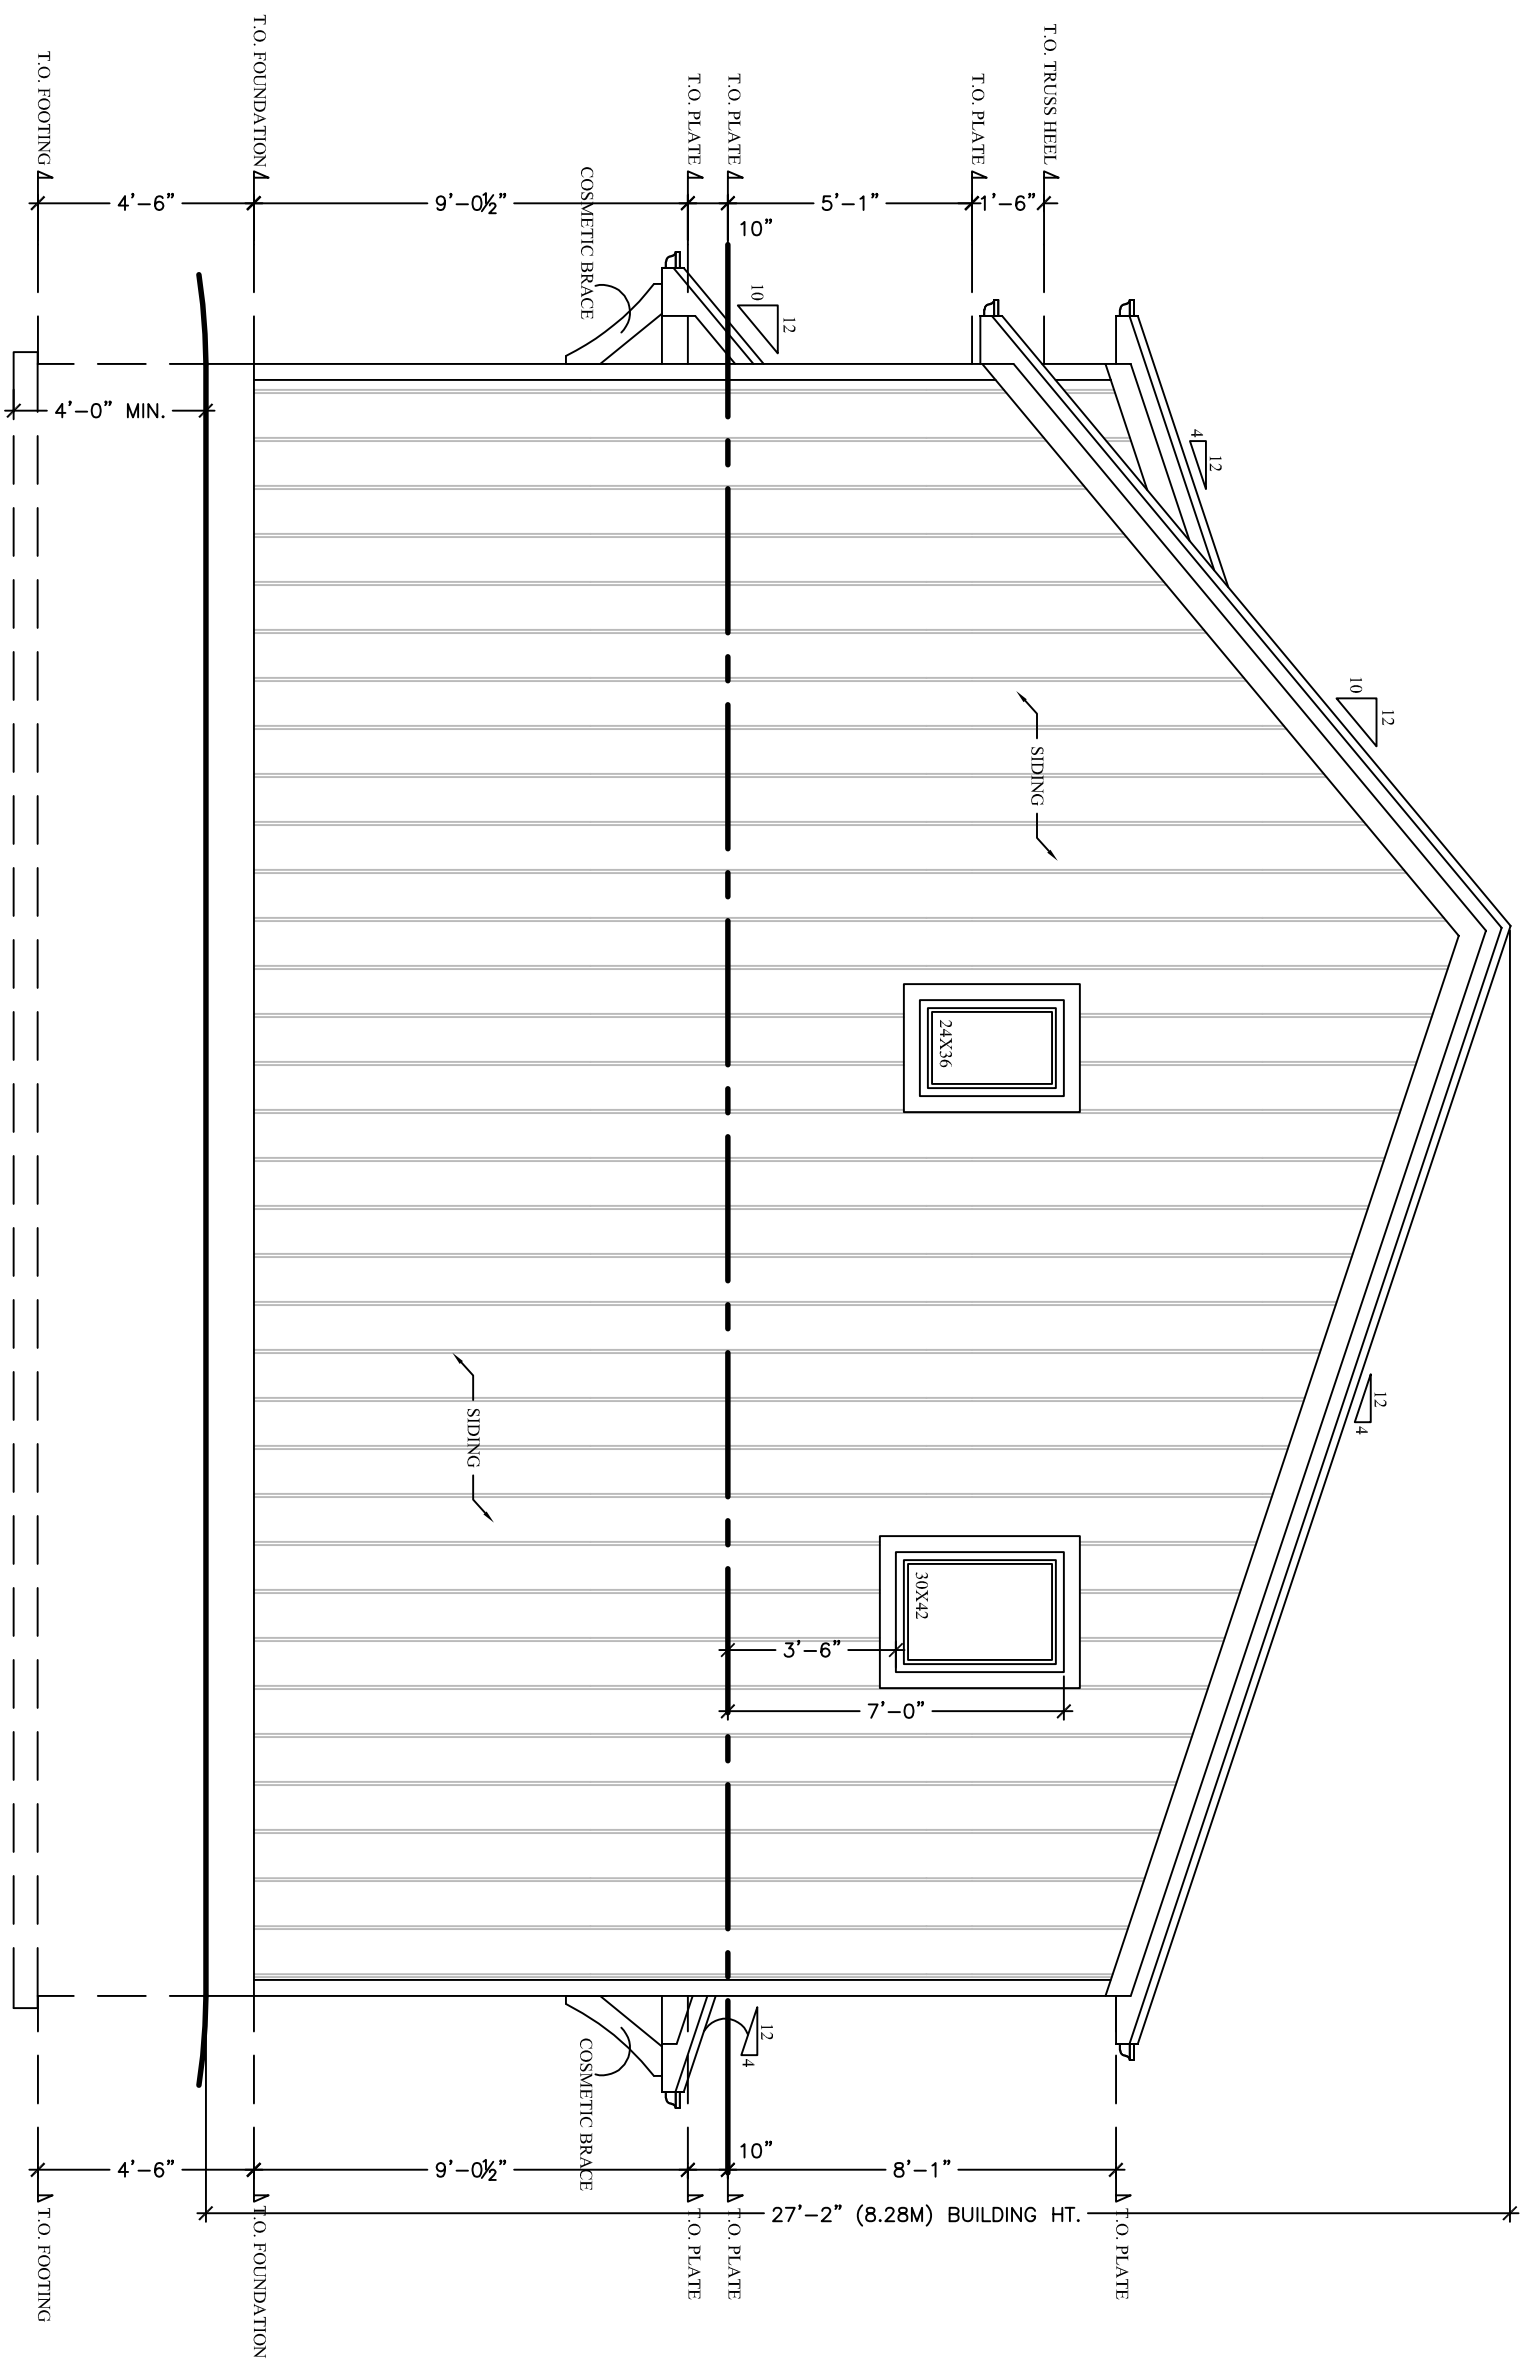 12
10
12
4
12
4
T.O. TRUSS HEEL
1'-6"
T.O. PLATE
5'-1"
T.O. PLATE
10"
T.O. PLATE
12
10
COSMETIC BRACE
9'-0½"
T.O. FOUNDATION
4'-6"
T.O. FOOTING
4'-0" MIN.
SIDING
24X36
30X42
3'-6"
7'-0"
SIDING
T.O. PLATE
8'-1"
10"
T.O. PLATE
T.O. PLATE
12
4
COSMETIC BRACE
9'-0½"
T.O. FOUNDATION
4'-6"
T.O. FOOTING
27'-2" (8.28M) BUILDING HT.